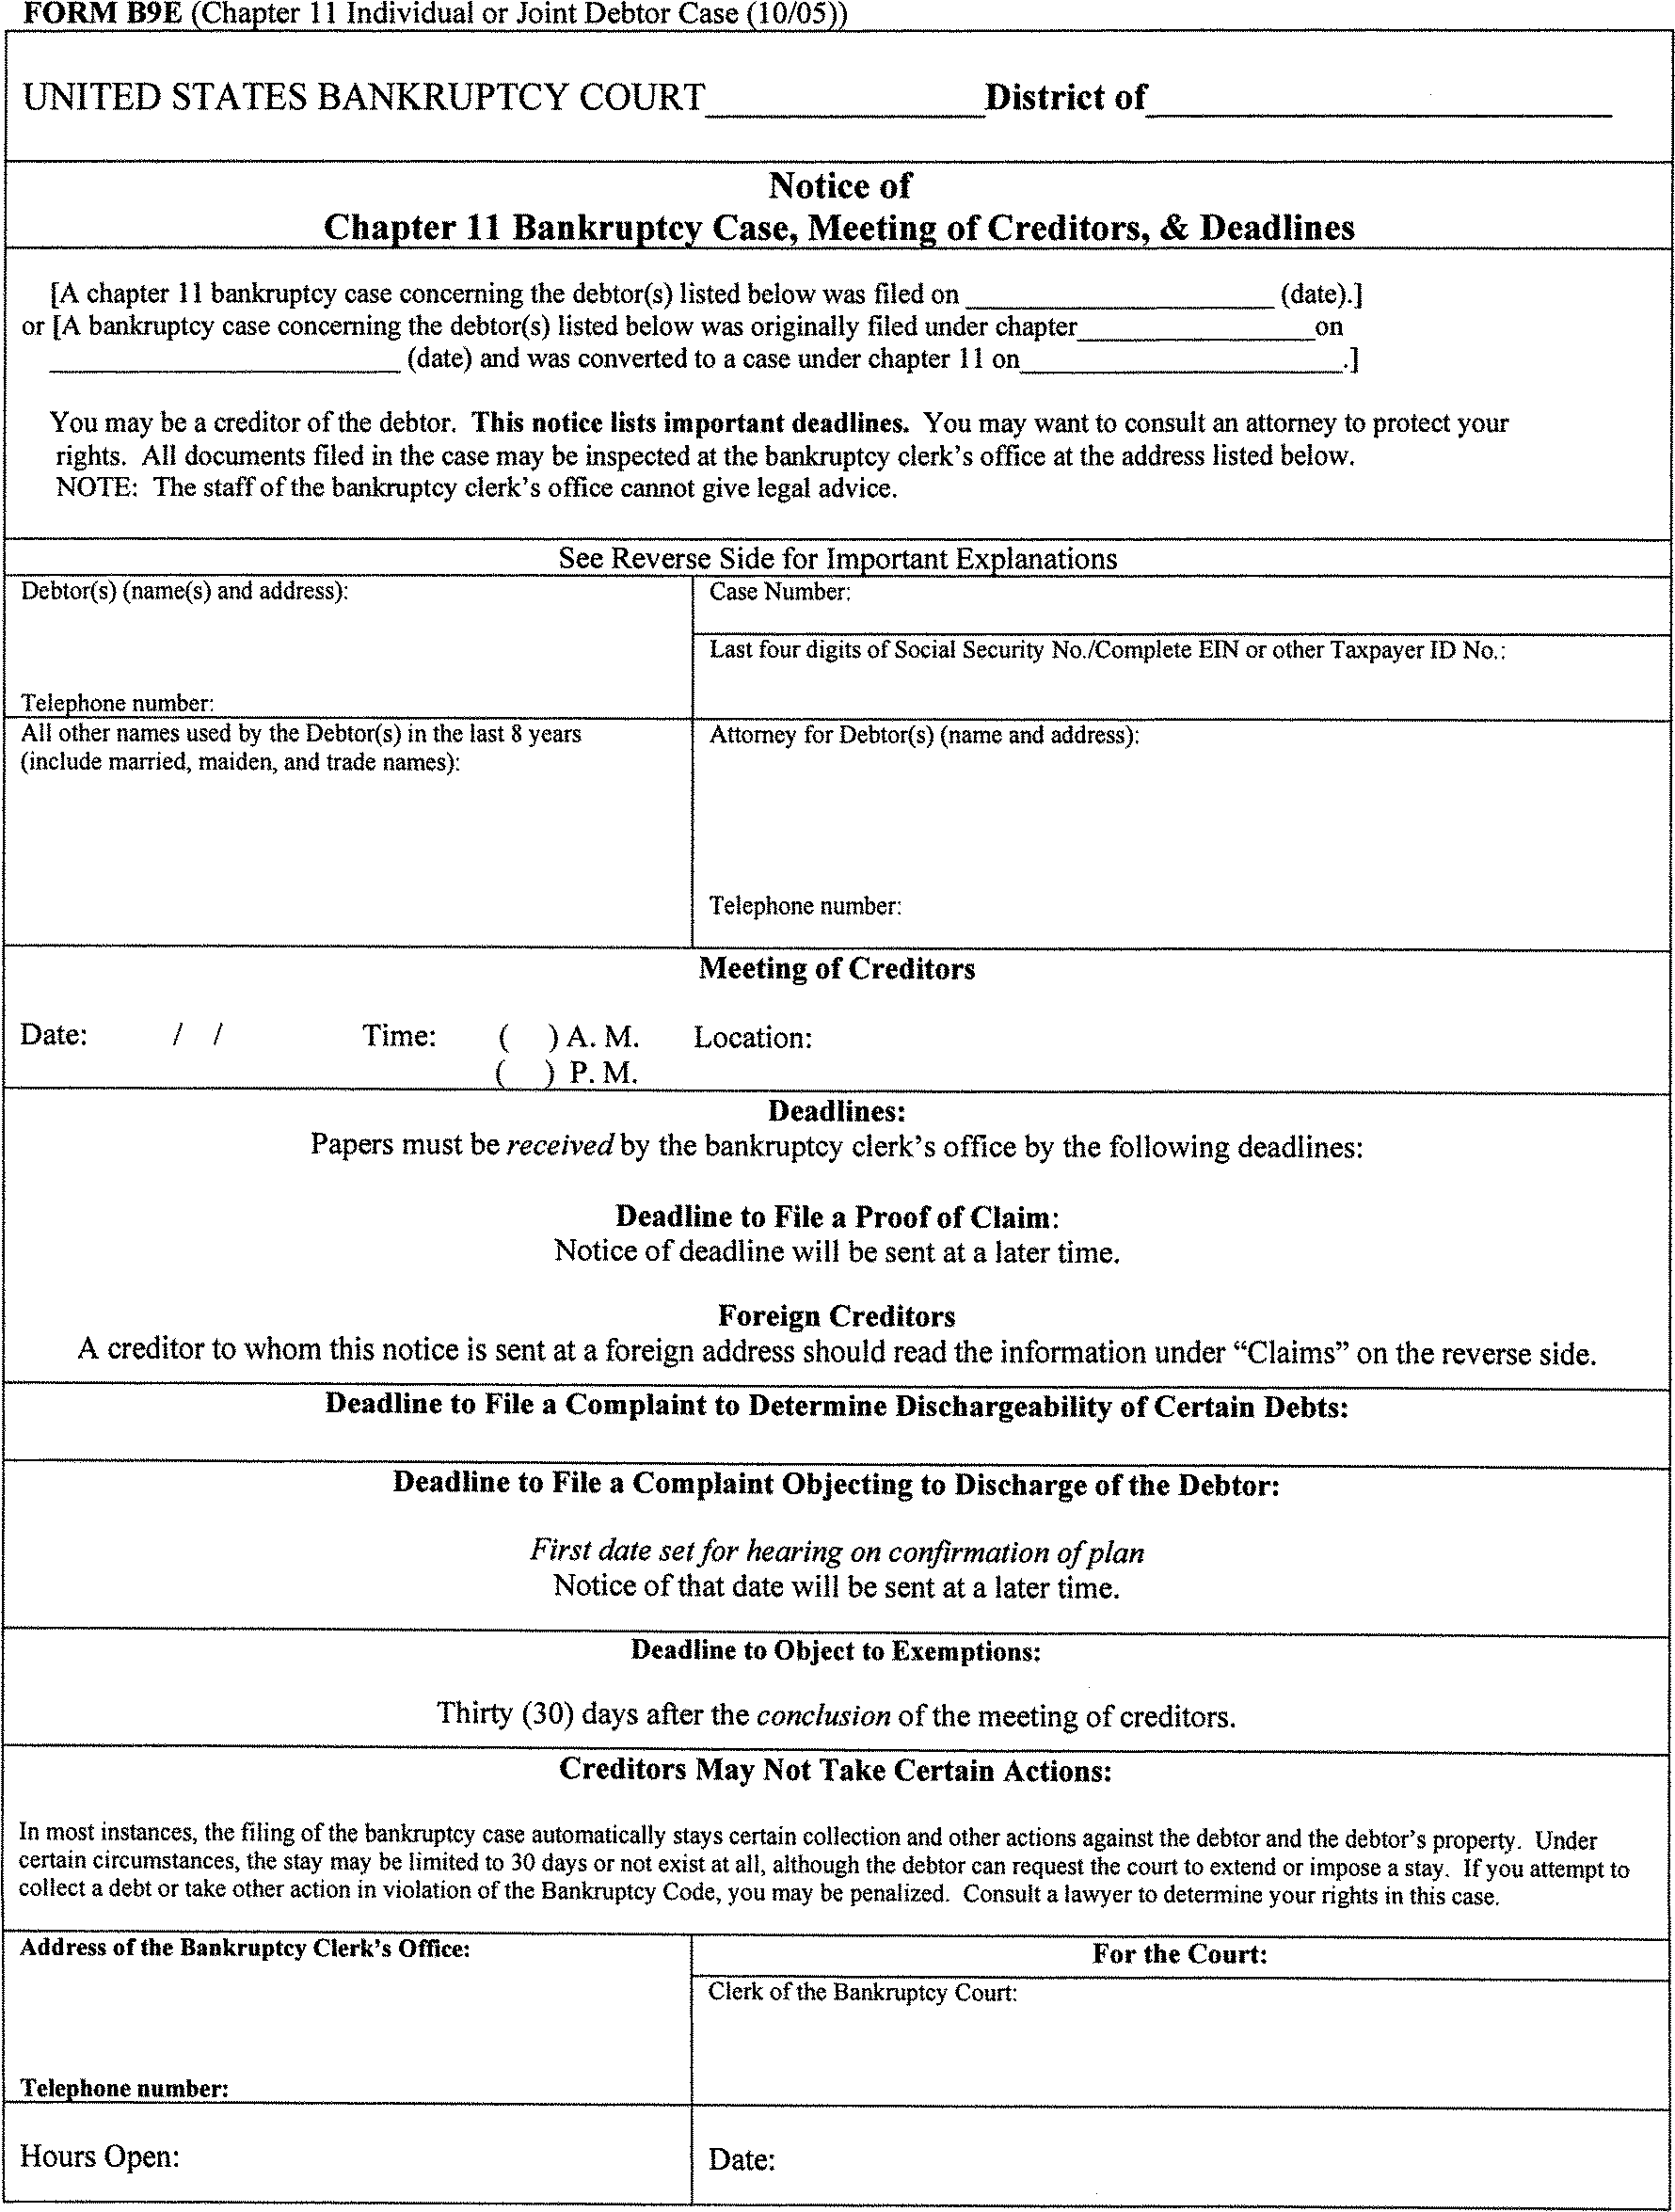 FORM B9E (Chapter 11 Individual or Joint Debtor Case (10/05))
UNITED STATES BANKRUPTCY COURT_______________District of_______________
Notice of
Chapter 11 Bankruptcy Case, Meeting of Creditors, & Deadlines
[A chapter 11 bankruptcy case concerning the debtor(s) listed below was filed on _______________ (date).]
or [A bankruptcy case concerning the debtor(s) listed below was originally filed under chapter_______________on
_______________ (date) and was converted to a case under chapter 11 on_______________.]
You may be a creditor of the debtor. This notice lists important deadlines. You may want to consult an attorney to protect your
rights. All documents filed in the case may be inspected at the bankruptcy clerk's office at the address listed below.
NOTE: The staff of the bankruptcy clerk's office cannot give legal advice.
See Reverse Side for Important Explanations
Debtor(s) (name(s) and address):
Telephone number:
Case Number:
Last four digits of Social Security No./Complete EIN or other Taxpayer ID No.:
All other names used by the Debtor(s) in the last 8 years
(include married, maiden, and trade names):
Attorney for Debtor(s) (name and address):
Telephone number:
Meeting of Creditors
Date: / / Time: ( ) A. M. Location:
( ) P. M.
Deadlines:
Papers must be received by the bankruptcy clerk's office by the following deadlines:
Deadline to File a Proof of Claim:
Notice of deadline will be sent at a later time.
Foreign Creditors
A creditor to whom this notice is sent at a foreign address should read the information under “Claims” on the reverse side.
Deadline to File a Complaint to Determine Dischargeability of Certain Debts:
Deadline to File a Complaint Objecting to Discharge of the Debtor:
First date set for hearing on confirmation of plan
Notice of that date will be sent at a later time.
Deadline to Object to Exemptions:
Thirty (30) days after the conclusion of the meeting of creditors.
Creditors May Not Take Certain Actions:
In most instances, the filing of the bankruptcy case automatically stays certain collection and other actions against the debtor and the debtor's property. Under
certain circumstances, the stay may be limited to 30 days or not exist at all, although the debtor can request the court to extend or impose a stay. If you attempt to
collect a debt or take other action in violation of the Bankruptcy Code, you may be penalized. Consult a lawyer to determine your rights in this case.
Address of the Bankruptcy Clerk's Office:
Telephone number:
For the Court:
Clerk of the Bankruptcy Court:
Hours Open:
Date: